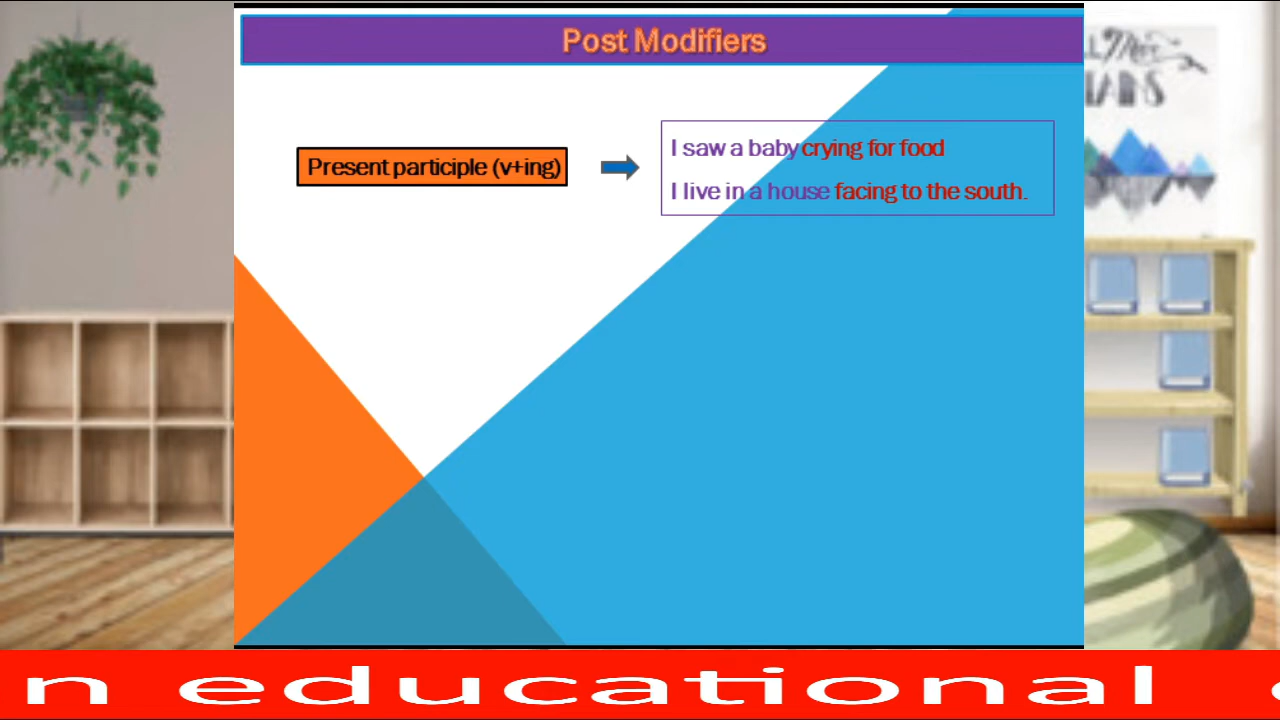 Post Modifiers
Present participle (v+ing)
I saw a baby crying for food
I live in a house facing to the south.
n educational